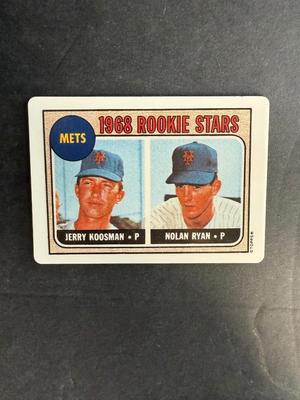 1968 ROOKIE STARS
METS
JERRY KOOSMAN • P
NOLAN RYAN • P